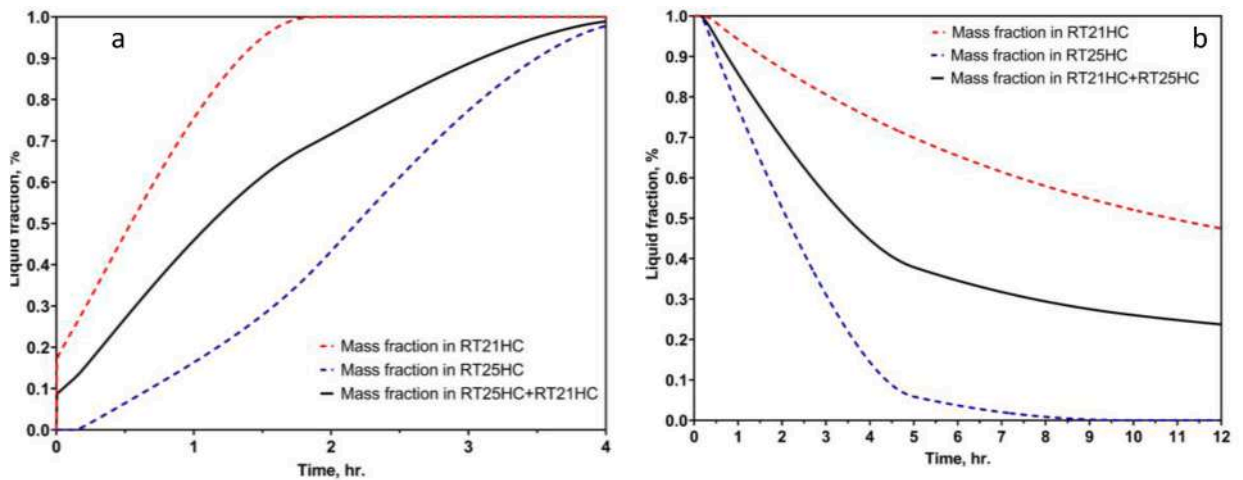 a
Liquid fraction, %
1.0
0.9
0.8
0.7
0.6
0.5
0.4
0.3
0.2
0.1
0.0
Mass fraction in RT21HC
Mass fraction in RT25HC
Mass fraction in RT25HC+RT21HC
0 1 2 3 4
Time, hr.
b
Liquid fraction, %
1.0
0.9
0.8
0.7
0.6
0.5
0.4
0.3
0.2
0.1
0.0
Mass fraction in RT21HC
Mass fraction in RT25HC
Mass fraction in RT21HC+RT25HC
0 1 2 3 4 5 6 7 8 9 10 11 12
Time, hr.